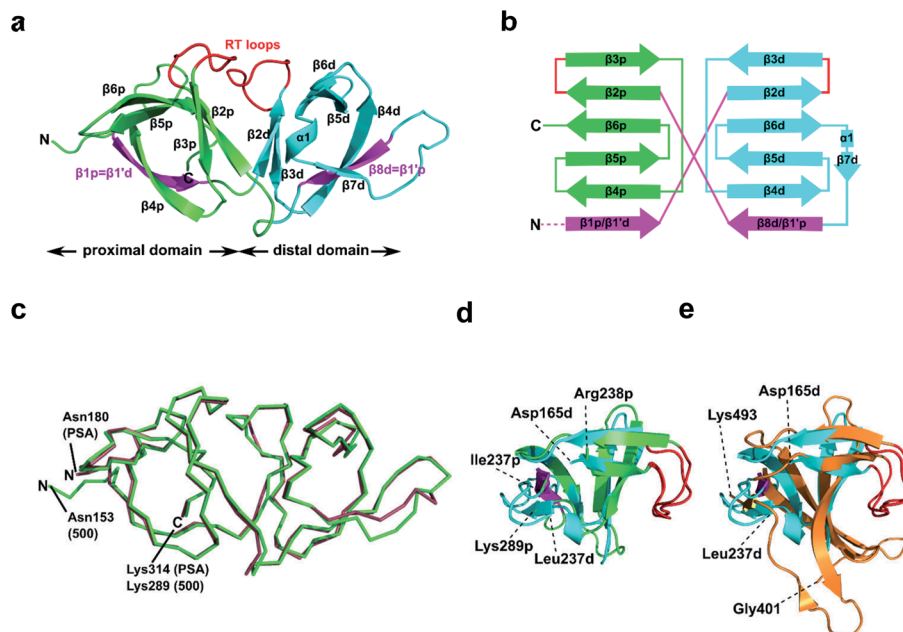 a
RT loops
β6p
β5p
β2p
β3p
N
C
β1p=β1'd
β4p
β6d
β4d
β2d
β5d
α1
β3d
β7d
β8d=β1'p
proximal domain
distal domain
b
β3p
β3d
β2p
β2d
C
β6p
β6d
α1
β5p
β5d
β7d
β4p
β4d
N
β1p/β1'd
β8d/β1'p
c
Asn180
(PSA)
N
N
Asn153
(500)
C
Lys314 (PSA)
Lys289 (500)
d
Arg238p
Asp165d
Ile237p
Lys289p
Leu237d
e
Asp165d
Lys493
Leu237d
Gly401